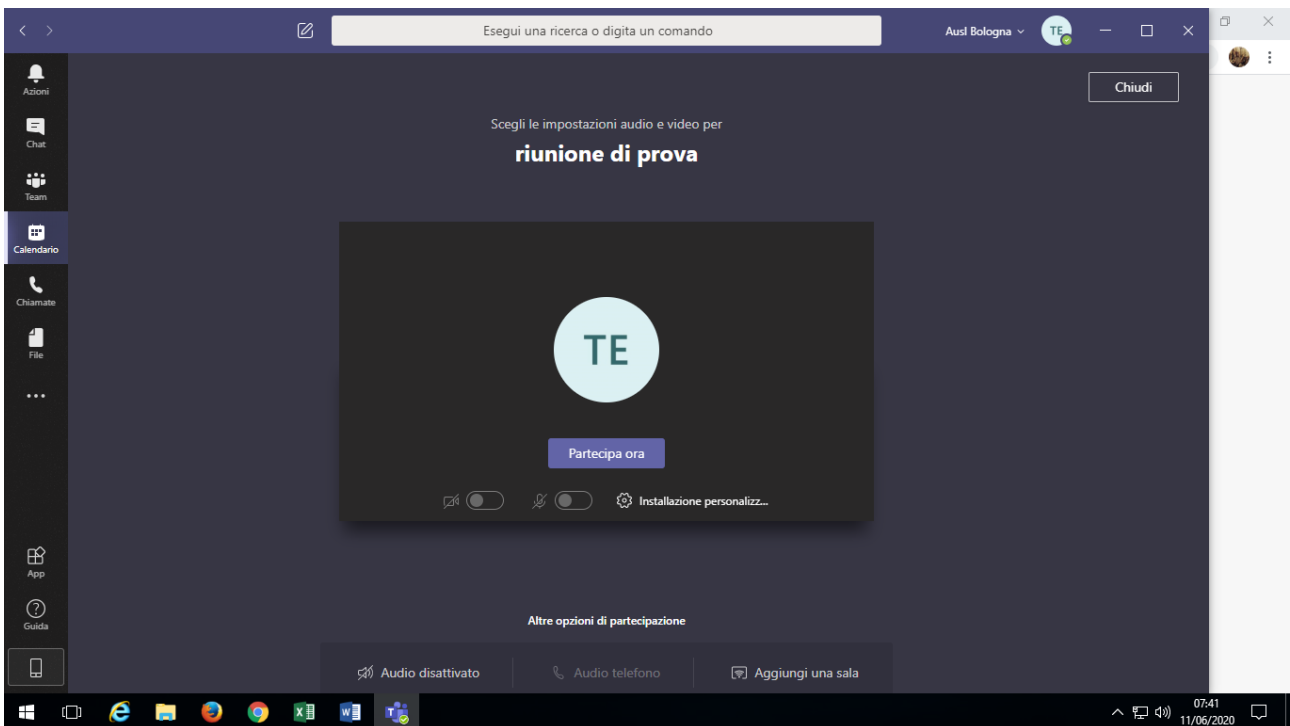 Esegui una ricerca o digita un comando
Ausl Bologna
TE
Azioni
Chat
Team
Calendario
Chiamate
File
App
Guida
Chiudi
Scegli le impostazioni audio e video per
riunione di prova
TE
Partecipa ora
Installazione personalizz...
Altre opzioni di partecipazione
Audio disattivato
Audio telefono
Aggiungi una sala
07:41
11/06/2020